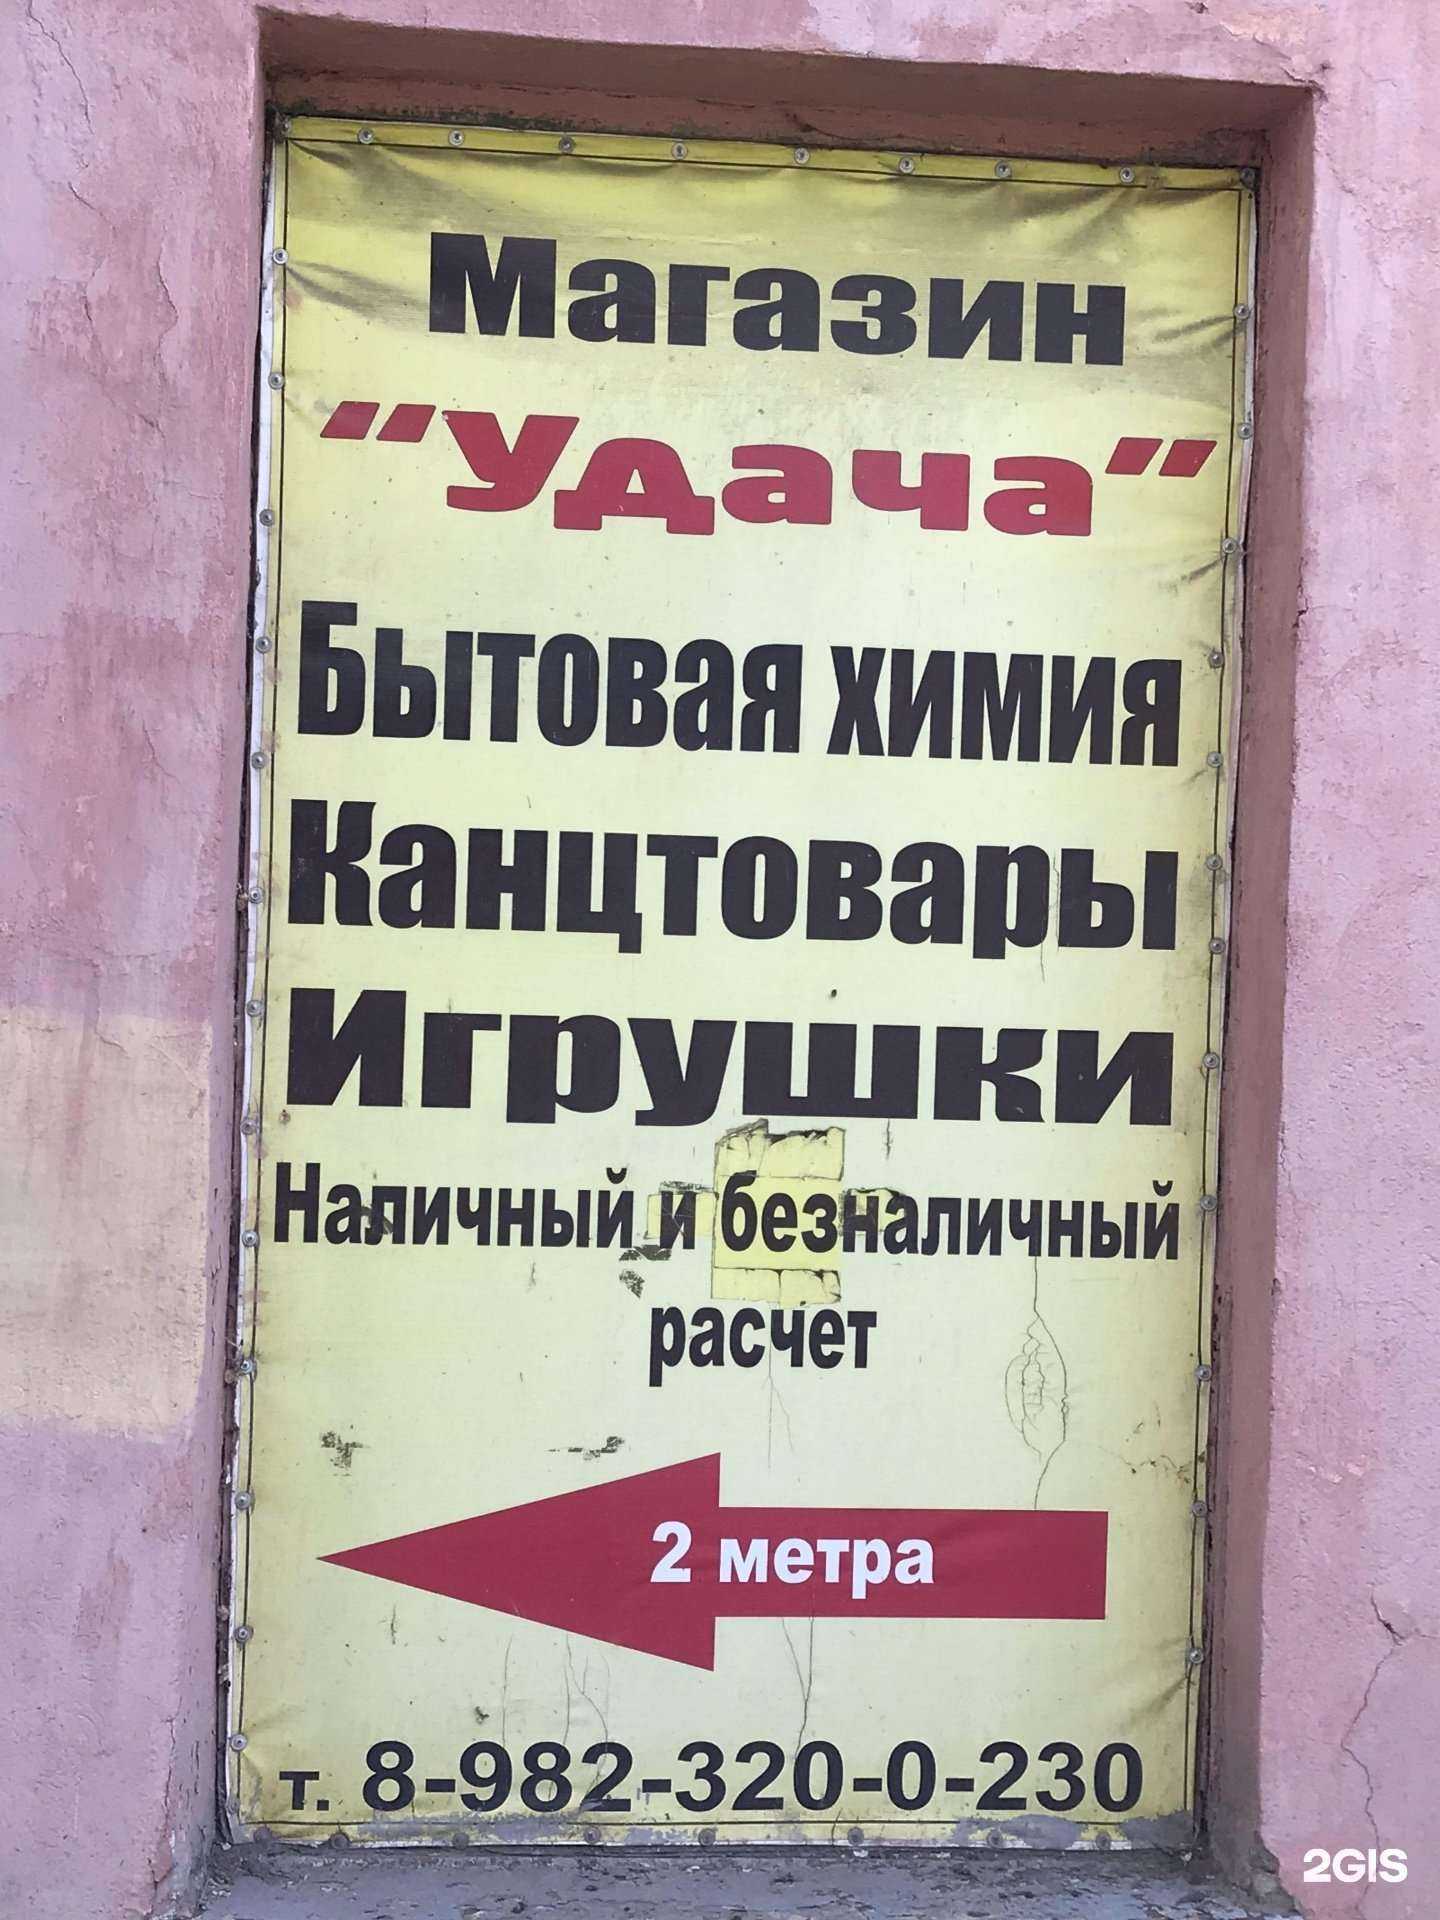 Магазин
"Удача"
Бытовая химия
Канцтовары
Игрушки
Наличный и безналичный
расчет
2 метра
т. 8-982-320-0-230
2GIS